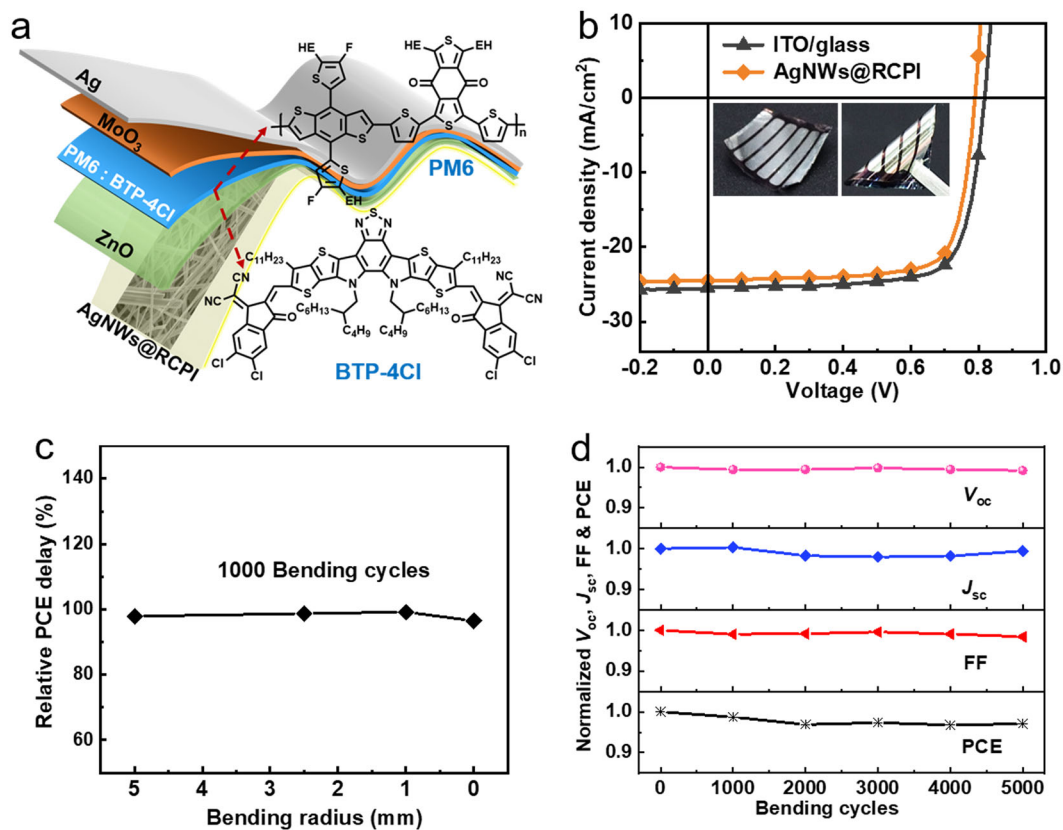 a
HE
F
S
HE
EH
S
O
O
S
S
S
S
S
n
S
F
EH
PM6
Ag
MoO3
PM6 : BTP-4Cl
ZnO
AgNWs@RCPI
S
N
N
C11H23
C11H23
S
S
S
S
N
N
CN
NC
O
C6H13
C4H9
C6H13
C4H9
O
CN
CN
Cl
Cl
Cl
Cl
BTP-4Cl
b
ITO/glass
AgNWs@RCPI
Current density (mA/cm2)
10
0
-10
-20
-30
-0.2 0.0 0.2 0.4 0.6 0.8 1.0
Voltage (V)
c
Relative PCE delay (%)
140
120
100
80
60
1000 Bending cycles
5 4 3 2 1 0
Bending radius (mm)
d
Normalized Voc, Jsc, FF & PCE
1.0
0.9
Voc
1.0
0.9
Jsc
1.0
0.9
FF
1.0
0.9
PCE
0 1000 2000 3000 4000 5000
Bending cycles